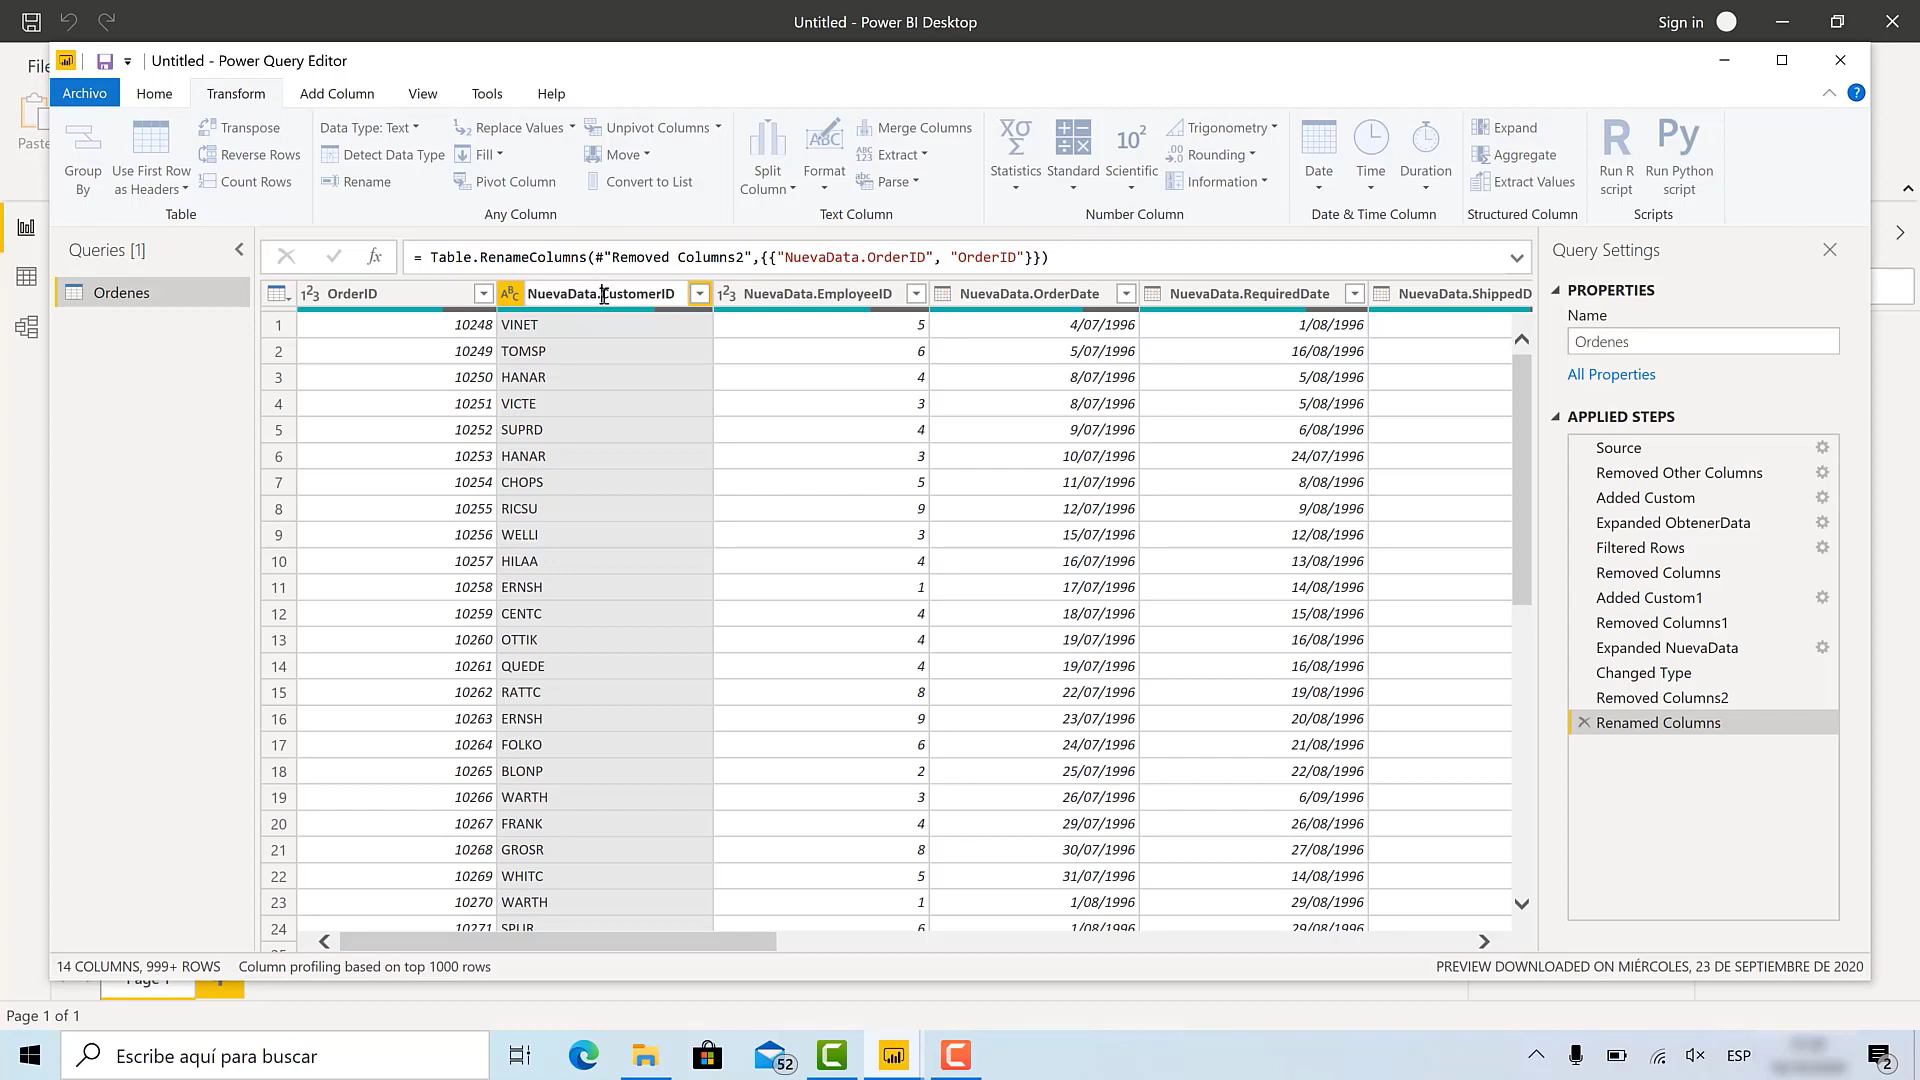 Untitled - Power BI Desktop
Sign in
Untitled - Power Query Editor
Archivo
Home
Transform
Add Column
View
Tools
Help
Paste
Group By
Use First Row as Headers
Transpose
Reverse Rows
Count Rows
Table
Data Type: Text
Detect Data Type
Rename
Replace Values
Fill
Pivot Column
Unpivot Columns
Move
Convert to List
Any Column
Split Column
Format
Merge Columns
Extract
Parse
Text Column
Statistics
Standard
Scientific
Trigonometry
Rounding
Information
Number Column
Date
Time
Duration
Date & Time Column
Expand
Aggregate
Extract Values
Structured Column
Run R script
Run Python script
Scripts
Queries [1]
Ordenes
= Table.RenameColumns(#"Removed Columns2",{{"NuevaData.OrderID", "OrderID"}})
OrderID NuevaData.CustomerID NuevaData.EmployeeID NuevaData.OrderDate NuevaData.RequiredDate NuevaData.ShippedD
1 10248 VINET 5 4/07/1996 1/08/1996
2 10249 TOMSP 6 5/07/1996 16/08/1996
3 10250 HANAR 4 8/07/1996 5/08/1996
4 10251 VICTE 3 8/07/1996 5/08/1996
5 10252 SUPRD 4 9/07/1996 6/08/1996
6 10253 HANAR 3 10/07/1996 24/07/1996
7 10254 CHOPS 5 11/07/1996 8/08/1996
8 10255 RICSU 9 12/07/1996 9/08/1996
9 10256 WELLI 3 15/07/1996 12/08/1996
10 10257 HILAA 4 16/07/1996 13/08/1996
11 10258 ERNSH 1 17/07/1996 14/08/1996
12 10259 CENTC 4 18/07/1996 15/08/1996
13 10260 OTTIK 4 19/07/1996 16/08/1996
14 10261 QUEDE 4 19/07/1996 16/08/1996
15 10262 RATTC 8 22/07/1996 19/08/1996
16 10263 ERNSH 9 23/07/1996 20/08/1996
17 10264 FOLKO 6 24/07/1996 21/08/1996
18 10265 BLONP 2 25/07/1996 22/08/1996
19 10266 WARTH 3 26/07/1996 6/09/1996
20 10267 FRANK 4 29/07/1996 26/08/1996
21 10268 GROSR 8 30/07/1996 27/08/1996
22 10269 WHITC 5 31/07/1996 14/08/1996
23 10270 WARTH 1 1/08/1996 29/08/1996
24 10271 SPLIR 6 1/08/1996 29/08/1996
Query Settings
PROPERTIES
Name
Ordenes
All Properties
APPLIED STEPS
Source
Removed Other Columns
Added Custom
Expanded ObtenerData
Filtered Rows
Removed Columns
Added Custom1
Removed Columns1
Expanded NuevaData
Changed Type
Removed Columns2
Renamed Columns
14 COLUMNS, 999+ ROWS
Column profiling based on top 1000 rows
PREVIEW DOWNLOADED ON MIÉRCOLES, 23 DE SEPTIEMBRE DE 2020
Page 1
Page 1 of 1
Escribe aquí para buscar
52
ESP
2